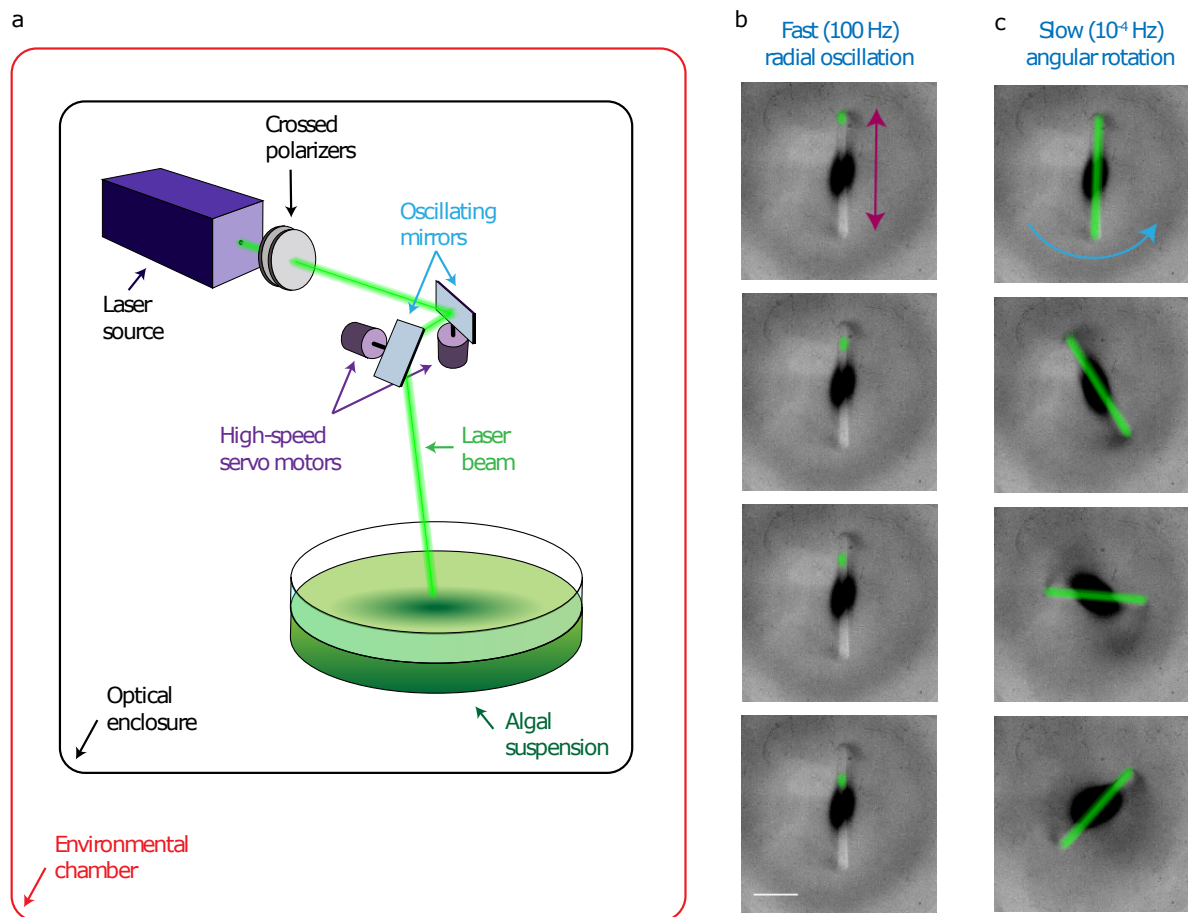 a
Crossed
polarizers
Oscillating
mirrors
Laser
source
High-speed
servo motors
Laser
beam
Optical
enclosure
Algal
suspension
Environmental
chamber
b
Fast (100 Hz)
radial oscillation
c
Slow (10⁻⁴ Hz)
angular rotation